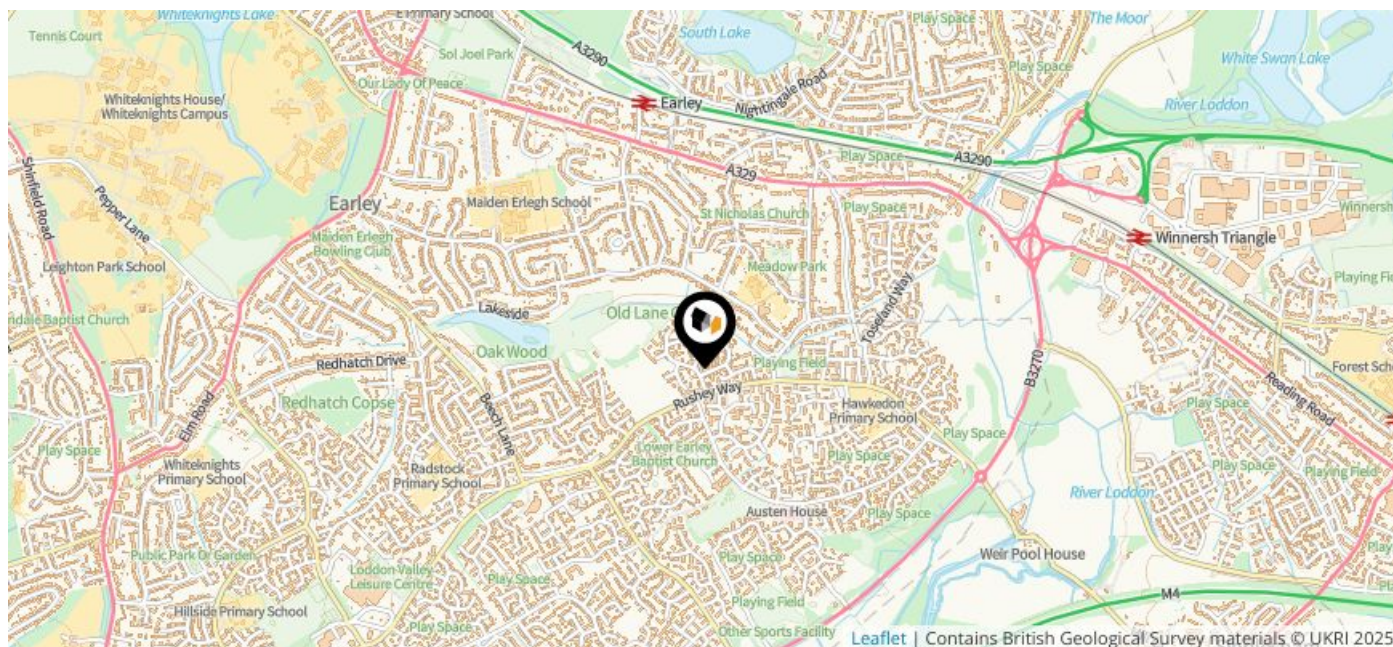 Whiteknights Lake
E Primary School
Tennis Court
Sol Joel Park
A3290
South Lake
Play Space
The Moor
White Swan Lake
Play Space
Our Lady Of Peace
Whiteknights House/
Whiteknights Campus
Earley
Nightingale Road
River Loddon
A3290
Play Space
A329
Shinfield Road
Pepper Lane
Earley
Maiden Erlegh School
St Nicholas Church
Play Space
Winnersh
Maiden Erlegh
Bowling Club
Winnersh Triangle
Leighton Park School
Meadow Park
Playing Fi
Toseland Way
Lakeside
Old Lane
ndale Baptist Church
Oak Wood
Redhatch Drive
Playing Field
B3270
Forest Sch
Rushey Way
Reading Road
Redhatch Copse
Beech Lane
Hawkedon
Primary School
Play Space
Elm Road
Play Space
Play Space
Lower Earley
Baptist Church
Play Space
Whiteknights
Primary School
Radstock
Primary School
Play Space
Playing Field
River Loddon
Austen House
Play Space
Public Park Or Garden
Play Space
Weir Pool House
Loddon Valley
Leisure Centre
Play Space
M4
Playing Field
Hillside Primary School
Play Space
Other Sports Facility
Leaflet | Contains British Geological Survey materials © UKRI 2025